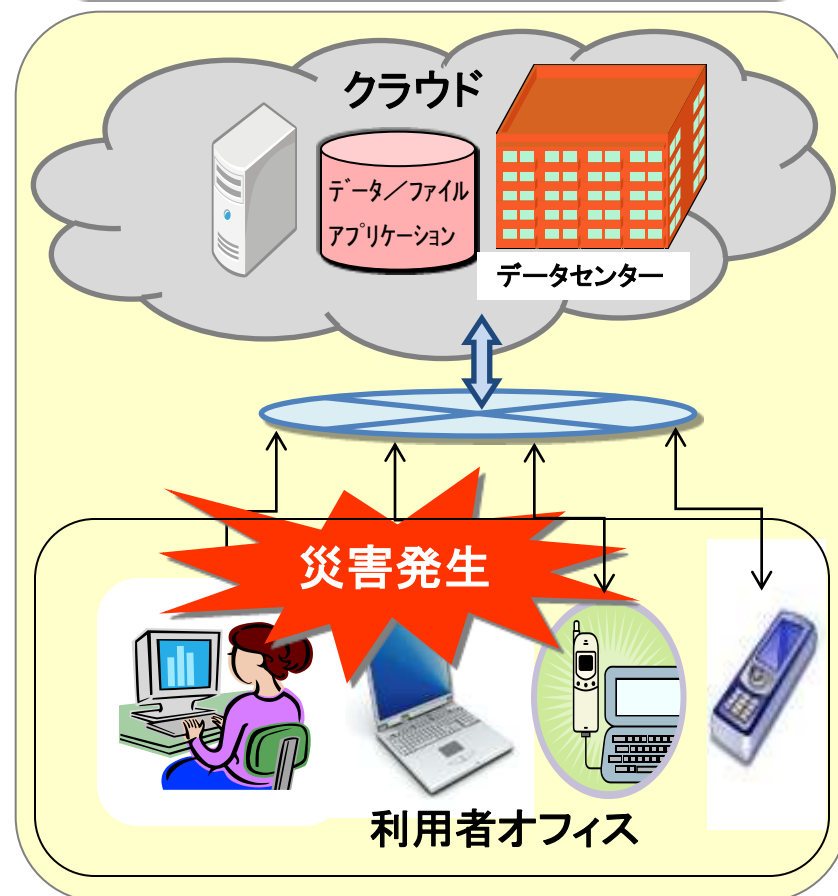 クラウド
ﾃﾞｰﾀ／ﾌｧｲﾙ
ｱﾌﾟﾘｹｰｼｮﾝ
データセンター
災害発生
利用者オフィス